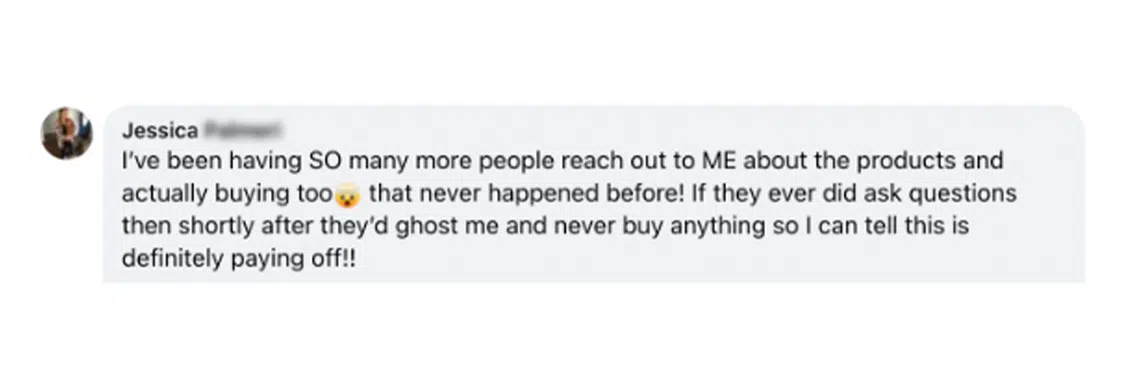 Jessica
I've been having SO many more people reach out to ME about the products and
actually buying too🤯 that never happened before! If they ever did ask questions
then shortly after they'd ghost me and never buy anything so I can tell this is
definitely paying off!!